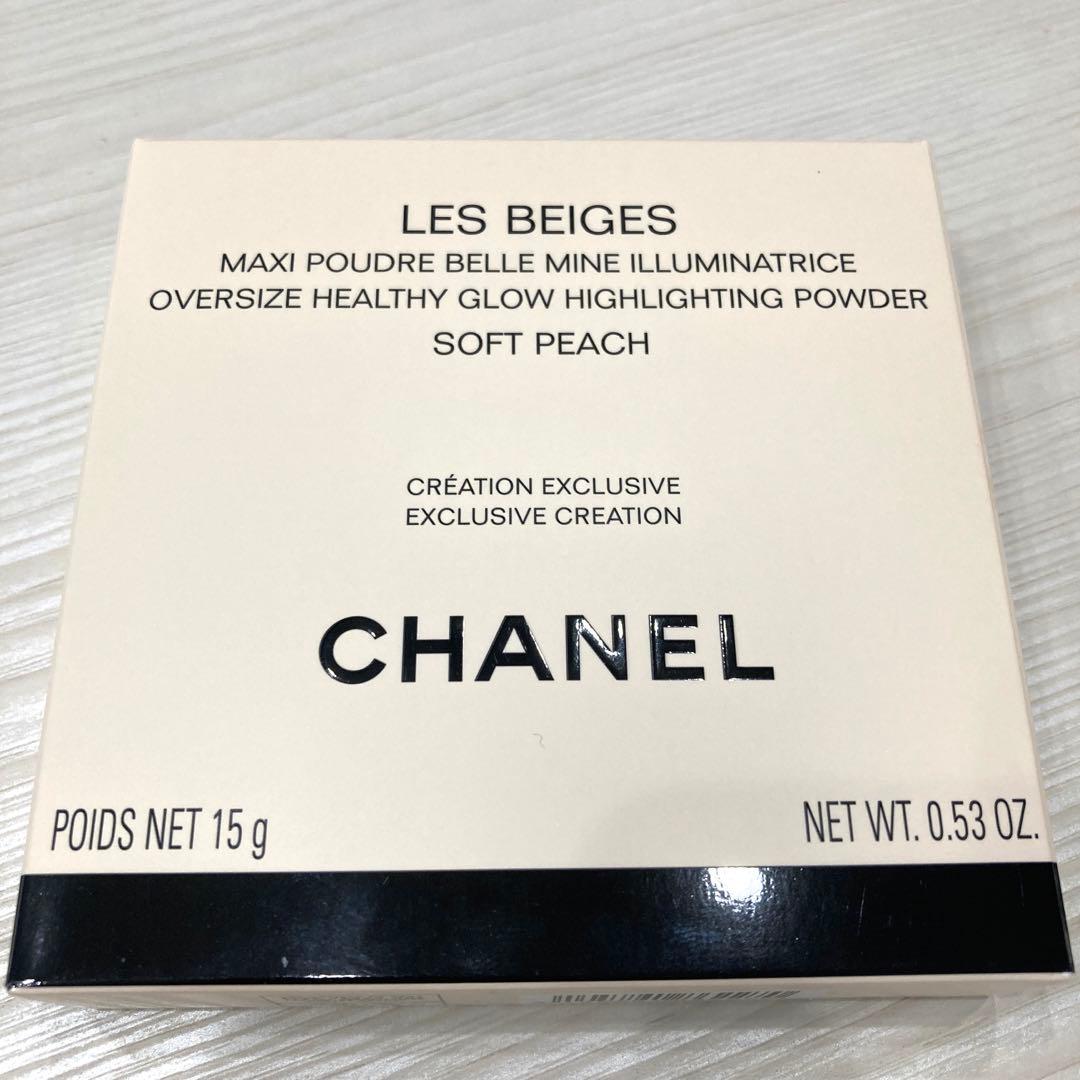 LES BEIGES
MAXI POUDRE BELLE MINE ILLUMINATRICE
OVERSIZE HEALTHY GLOW HIGHLIGHTING POWDER
SOFT PEACH
CRÉATION EXCLUSIVE
EXCLUSIVE CREATION
CHANEL
POIDS NET 15 g
NET WT. 0.53 OZ.